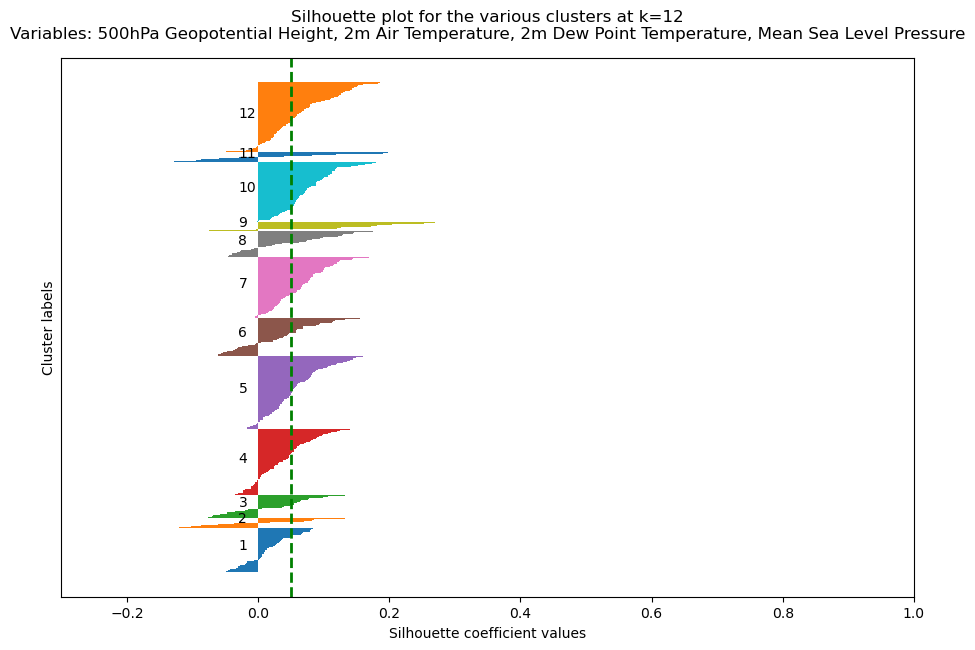 Silhouette plot for the various clusters at k=12
Variables: 500hPa Geopotential Height, 2m Air Temperature, 2m Dew Point Temperature, Mean Sea Level Pressure
Cluster labels
12
11
10
9
8
7
6
5
4
3
2
1
−0.2 0.0 0.2 0.4 0.6 0.8 1.0
Silhouette coefficient values